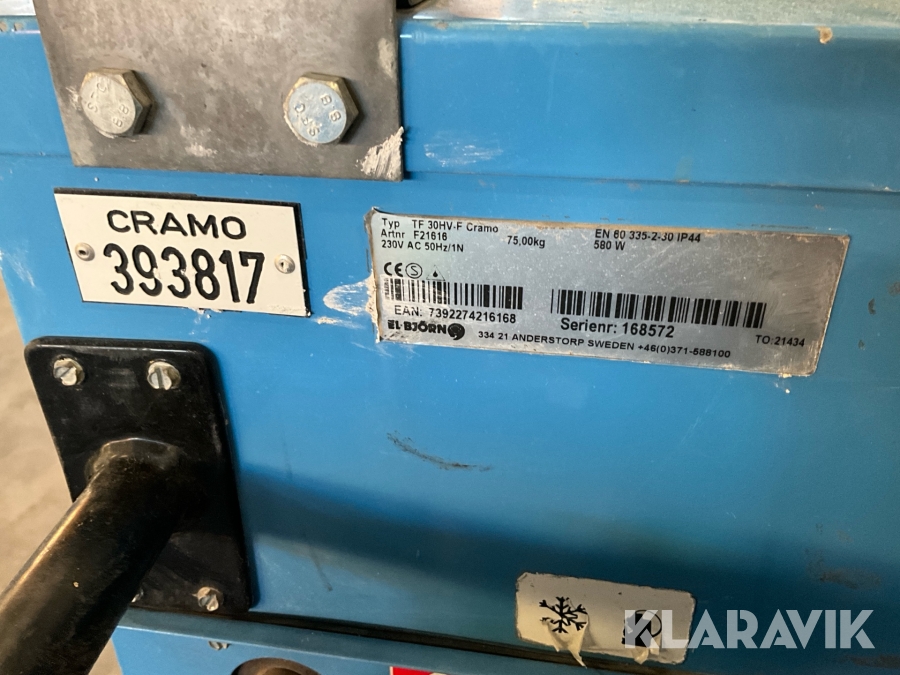 B·B
D-S
B·B
D-S
CRAMO
393817
Typ TF 30HV-F Cramo
Artnr F21616 75,00kg EN 60 335-2-30 IP44
230V AC 50Hz/1N 580 W
CE S
EAN: 7392274216168 Serienr: 168572
EL-BJÖRN 334 21 ANDERSTORP SWEDEN +46(0)371-588100 TO:21434
KLARAVIK